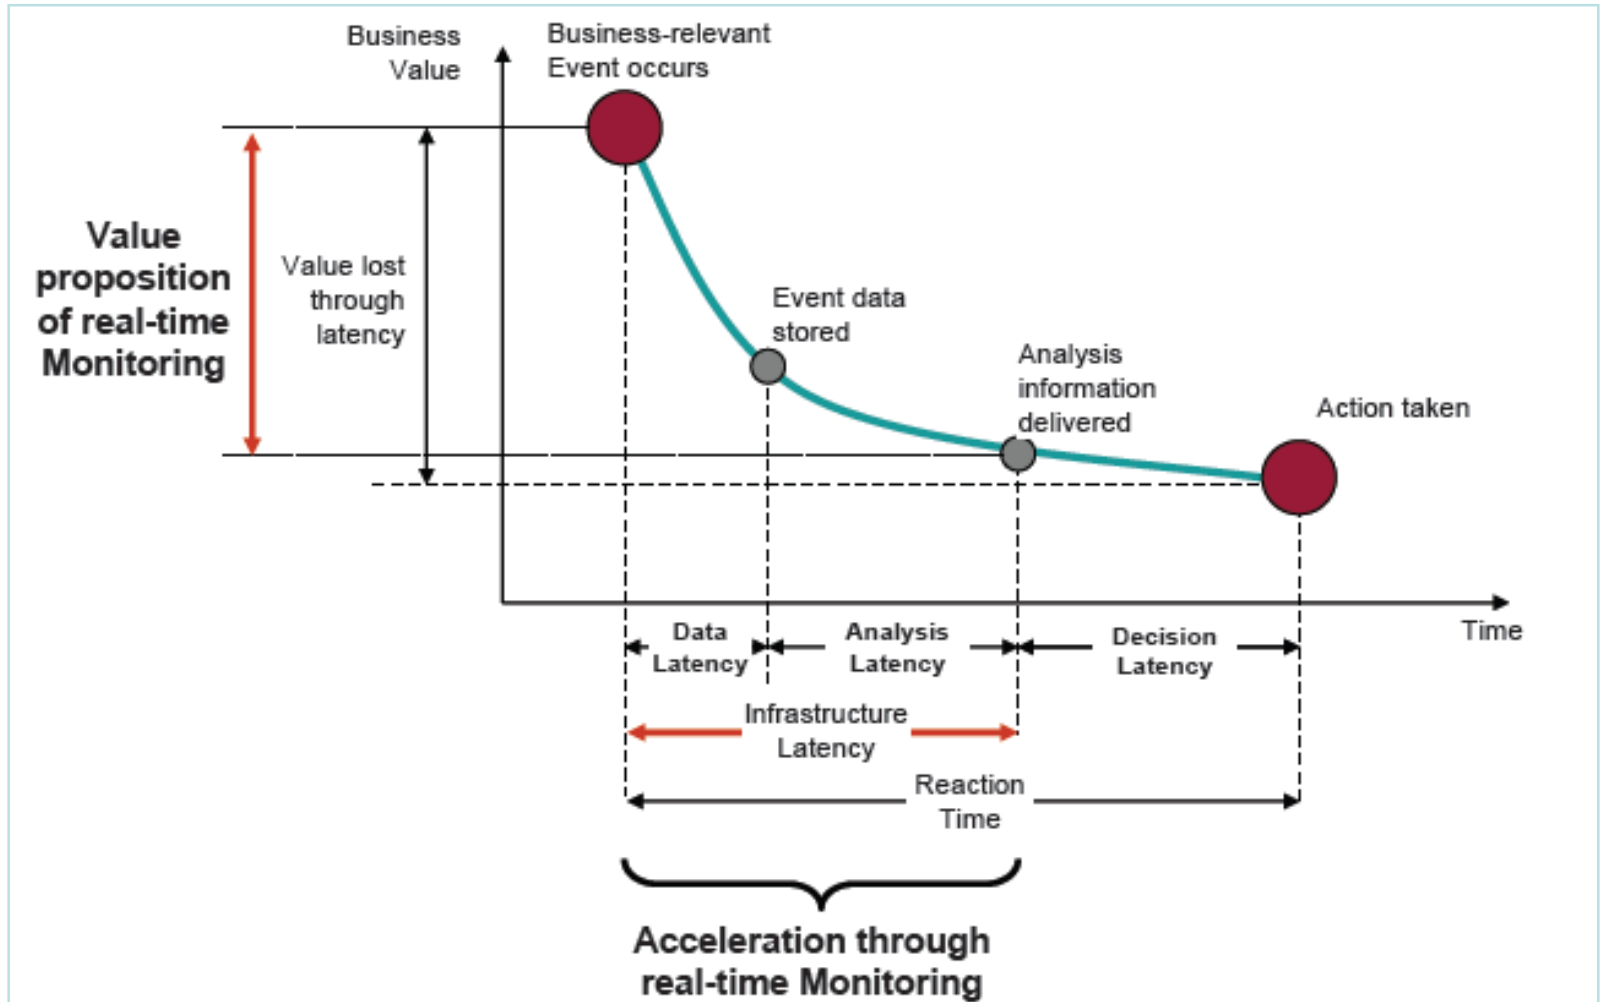 Business
Value
Business-relevant
Event occurs
Value
proposition
of real-time
Monitoring
Value lost
through
latency
Event data
stored
Analysis
information
delivered
Action taken
Time
Data
Latency
Analysis
Latency
Decision
Latency
Infrastructure
Latency
Reaction
Time
Acceleration through
real-time Monitoring